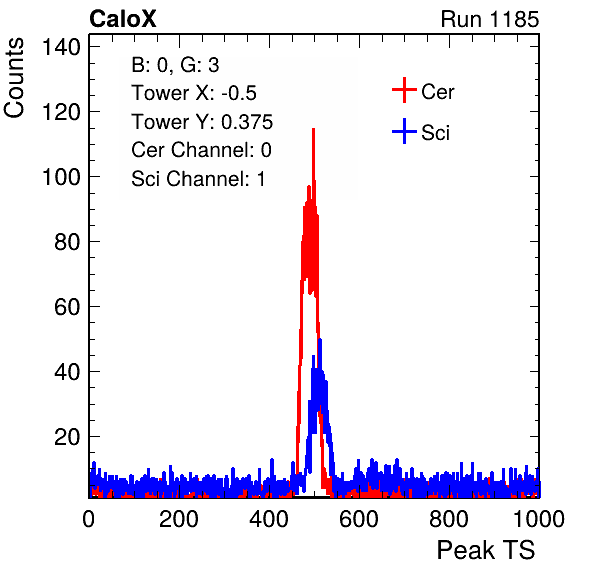 CaloX Run 1185
Counts
140
120
100
80
60
40
20
B: 0, G: 3
Tower X: -0.5
Tower Y: 0.375
Cer Channel: 0
Sci Channel: 1
Cer
Sci
0 200 400 600 800 1000
Peak TS